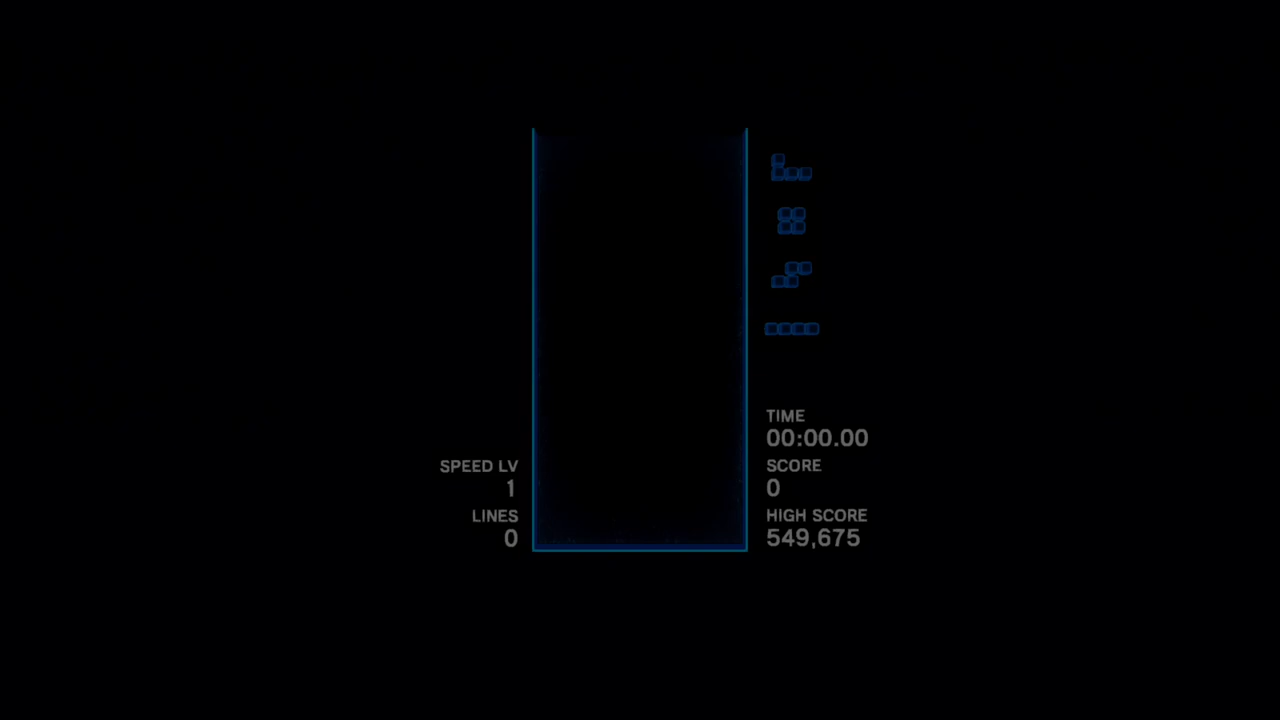 SPEED LV
1
LINES
0
TIME
00:00.00
SCORE
0
HIGH SCORE
549,675